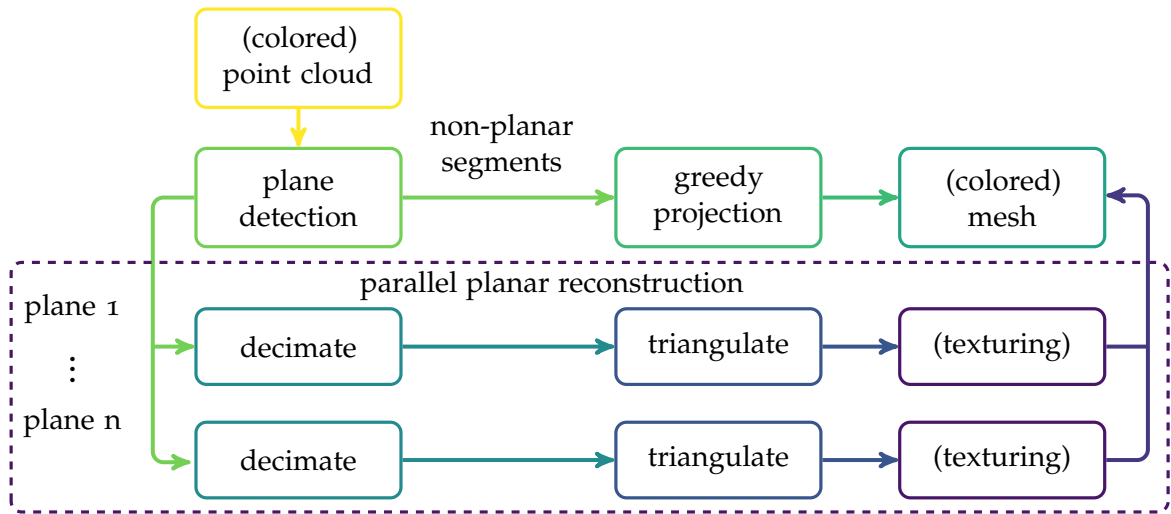 (colored)
point cloud
non-planar
segments
plane
detection
greedy
projection
(colored)
mesh
parallel planar reconstruction
plane 1
decimate
triangulate
(texturing)
⋮
plane n
decimate
triangulate
(texturing)